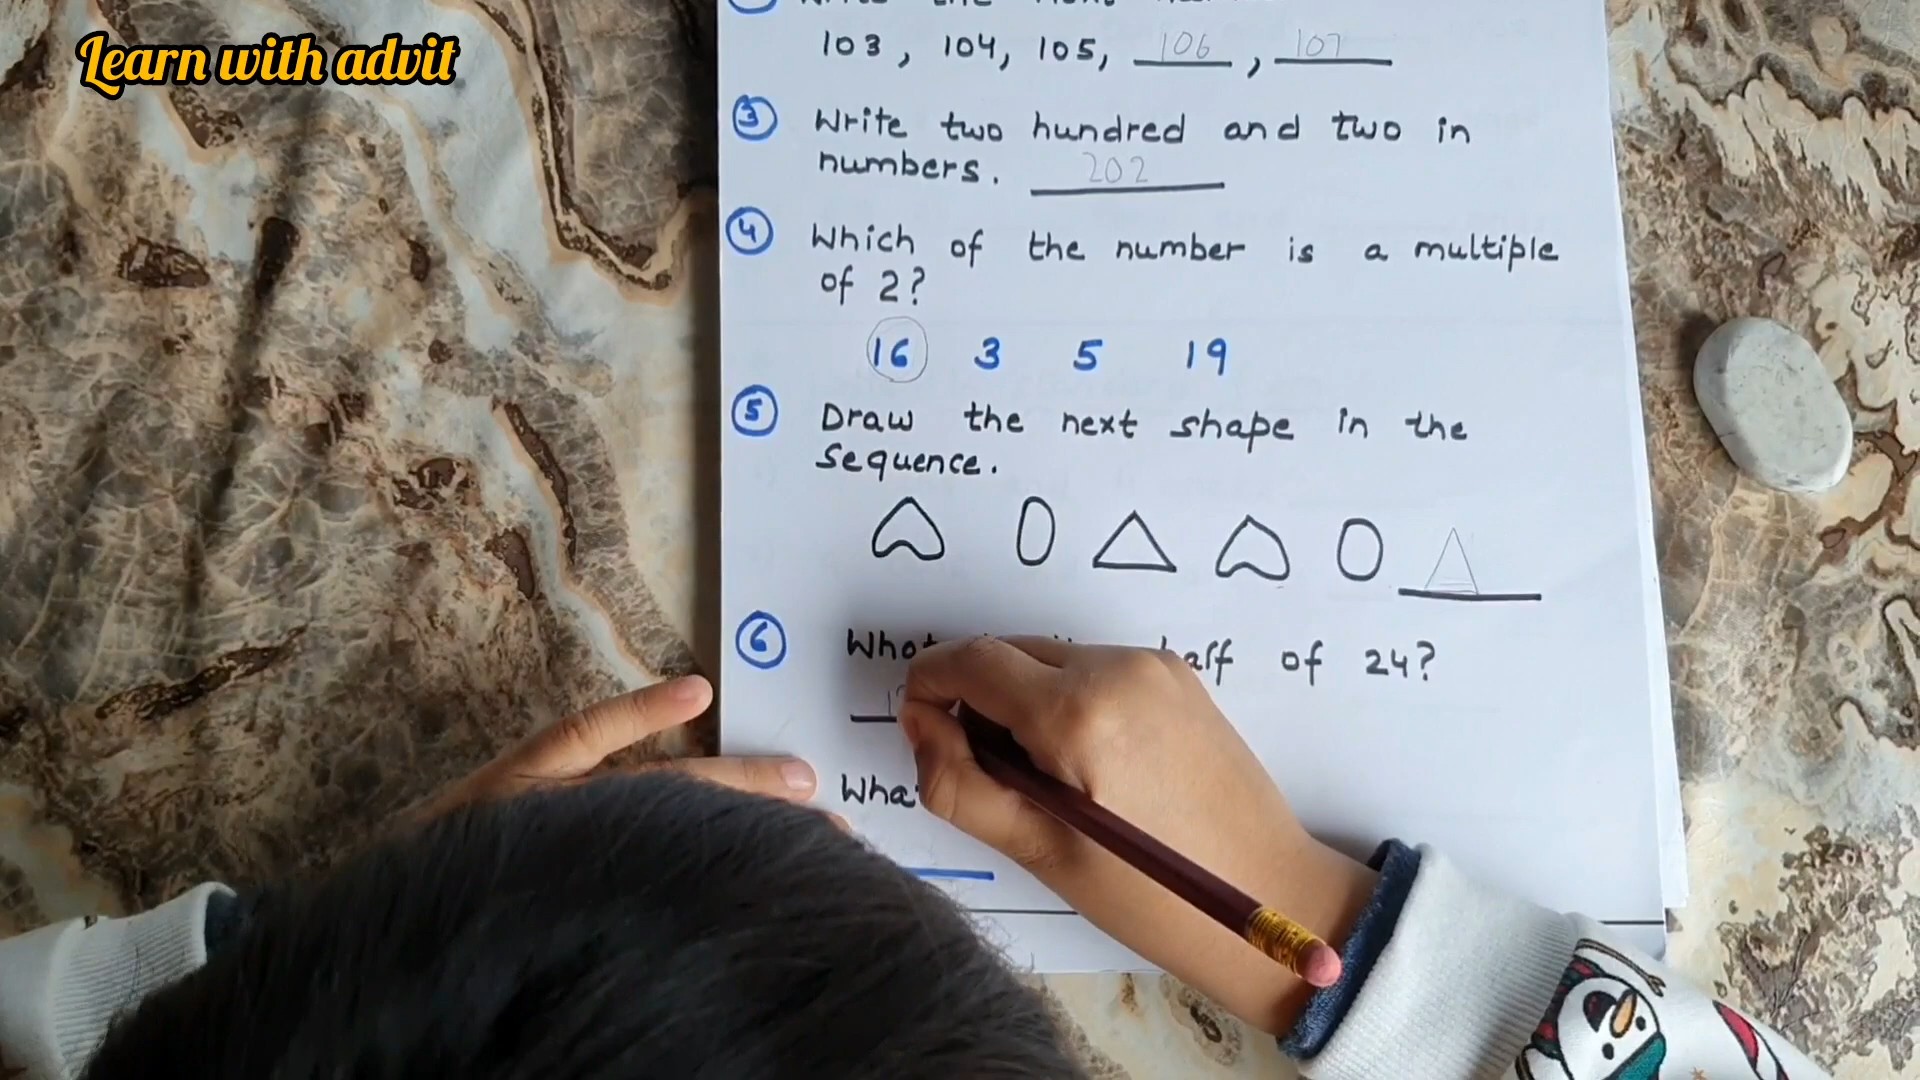 Learn with advit
103, 104, 105, 106, 107
3 Write two hundred and two in
numbers. 202
4 Which of the number is a multiple
of 2?
16 3 5 19
5 Draw the next shape in the
sequence.
6 What half of 24?